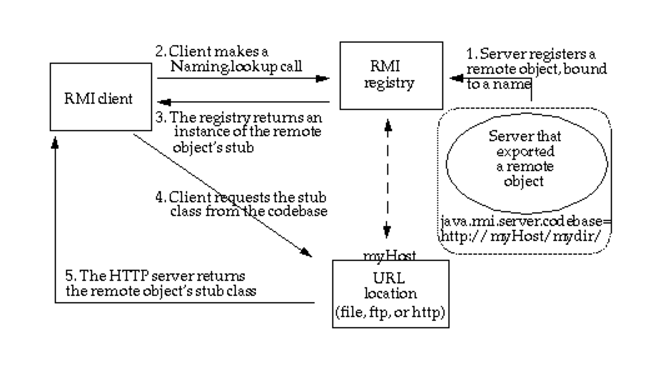 2. Client makes a
Naming.lookup call
RMI
registry
1. Server registers a
remote object, bound
to a name
RMI client
3. The registry returns an
instance of the remote
object's stub
Server that
exported
a remote
object
4. Client requests the stub
class from the codebase
java.rmi.server.codebase=
http://myHost/mydir/
myHost
URL
location
(file, ftp, or http)
5. The HTTP server returns
the remote object's stub class